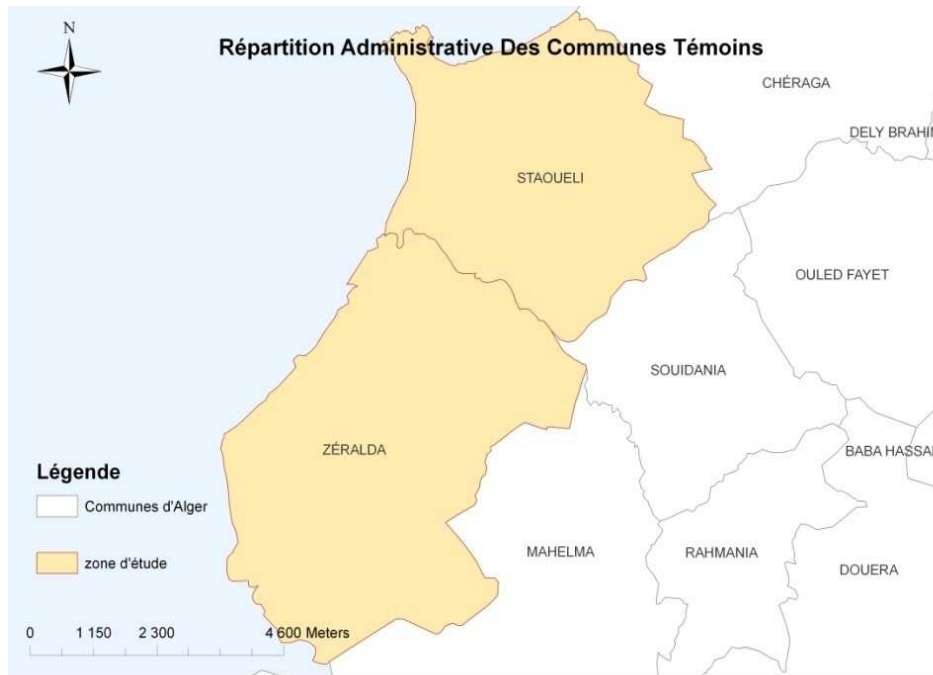 N
Répartition Administrative Des Communes Témoins
CHÉRAGA
DELY BRAHIM
STAOUELI
OULED FAYET
SOUIDANIA
ZÉRALDA
BABA HASSA
Légende
Communes d'Alger
MAHELMA
RAHMANIA
zone d'étude
DOUERA
0 1 150 2 300 4 600 Meters